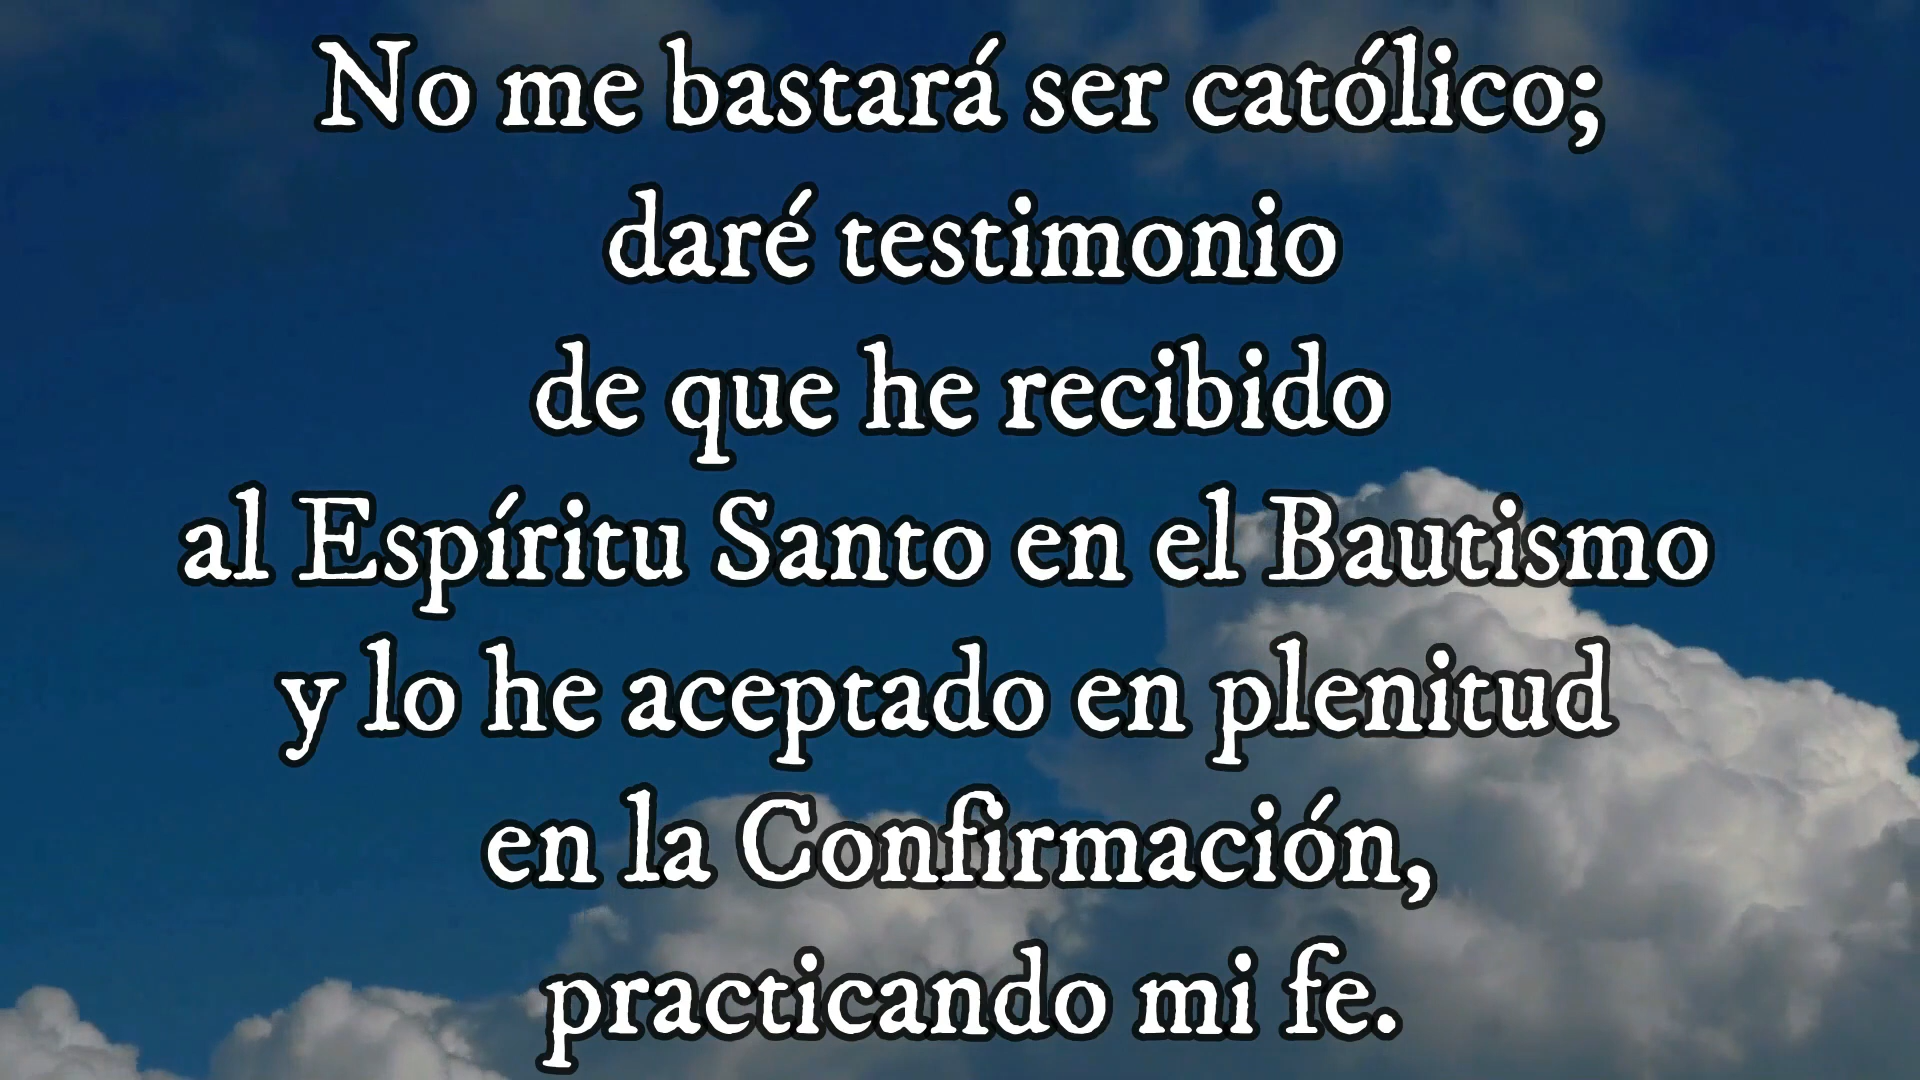 No me bastará ser católico;
daré testimonio
de que he recibido
al Espíritu Santo en el Bautismo
y lo he aceptado en plenitud
en la Confirmación,
practicando mi fe.